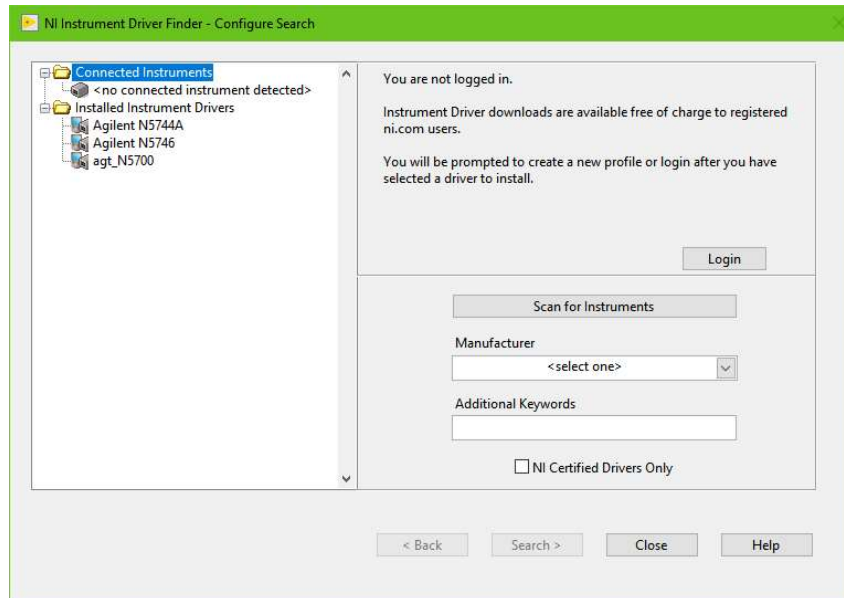 NI Instrument Driver Finder - Configure Search
Connected Instruments
<no connected instrument detected>
Installed Instrument Drivers
Agilent N5744A
Agilent N5746
agt_N5700
You are not logged in.
Instrument Driver downloads are available free of charge to registered
ni.com users.
You will be prompted to create a new profile or login after you have
selected a driver to install.
Login
Scan for Instruments
Manufacturer
<select one>
Additional Keywords
NI Certified Drivers Only
< Back
Search >
Close
Help